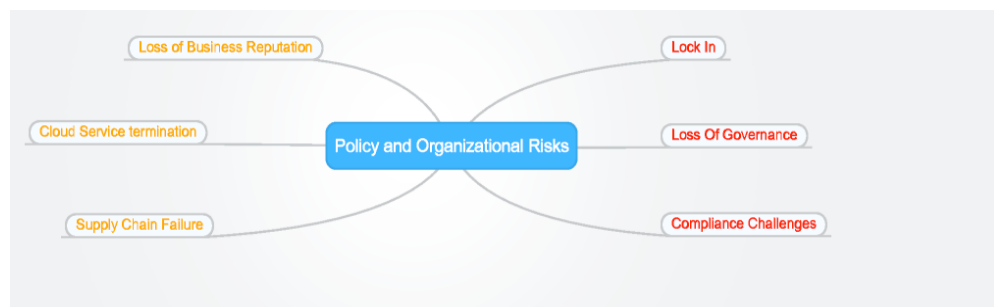 Loss of Business Reputation
Lock In
Cloud Service termination
Policy and Organizational Risks
Loss Of Governance
Supply Chain Failure
Compliance Challenges